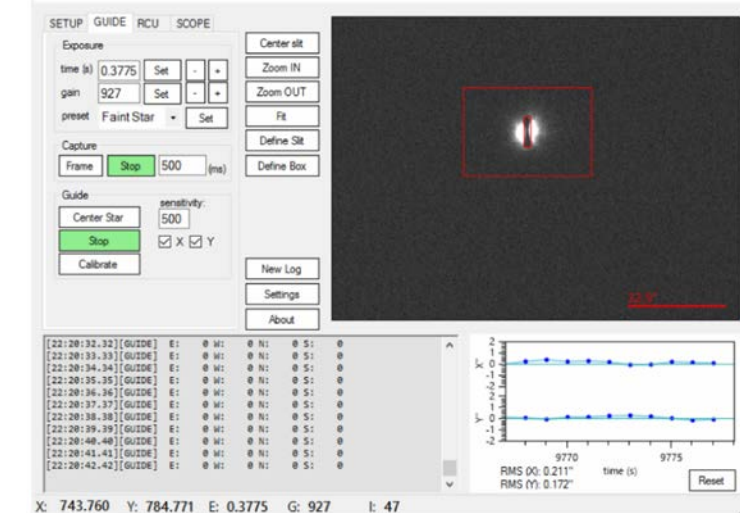 SETUP GUIDE RCU SCOPE
Exposure
time (s) 0.3775 Set - +
gain 927 Set - +
preset Faint Star Set
Capture
Frame Stop 500 (ms)
Guide
sensitivity:
Center Star 500
Stop X Y
Calibrate
Center slit
Zoom IN
Zoom OUT
Fit
Define Slit
Define Box
New Log
Settings
About
[22:20:32.32][GUIDE] E: 0 W: 0 N: 0 S: 0
[22:20:33.33][GUIDE] E: 0 W: 0 N: 0 S: 0
[22:20:34.34][GUIDE] E: 0 W: 0 N: 0 S: 0
[22:20:35.35][GUIDE] E: 0 W: 0 N: 0 S: 0
[22:20:36.36][GUIDE] E: 0 W: 0 N: 0 S: 0
[22:20:37.37][GUIDE] E: 0 W: 0 N: 0 S: 0
[22:20:38.38][GUIDE] E: 0 W: 0 N: 0 S: 0
[22:20:39.39][GUIDE] E: 0 W: 0 N: 0 S: 0
[22:20:40.40][GUIDE] E: 0 W: 0 N: 0 S: 0
[22:20:41.41][GUIDE] E: 0 W: 0 N: 0 S: 0
[22:20:42.42][GUIDE] E: 0 W: 0 N: 0 S: 0
2
1
X" 0
-1
-2
2
1
Y" 0
-1
-2
9770 9775
RMS (X): 0.211" time (s)
RMS (Y): 0.172" Reset
X: 743.760 Y: 784.771 E: 0.3775 G: 927 I: 47